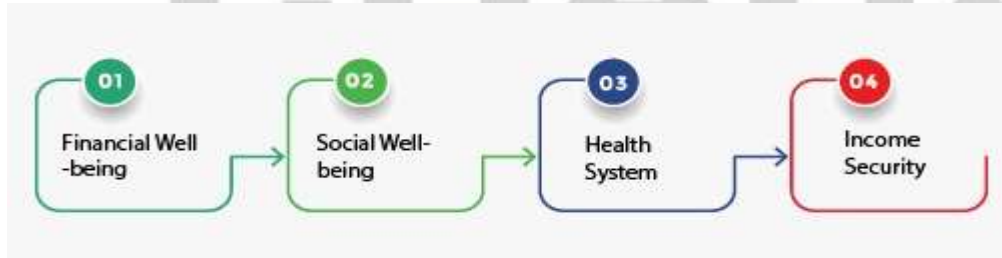 01
Financial Well
-being
02
Social Well-
being
03
Health
System
04
Income
Security